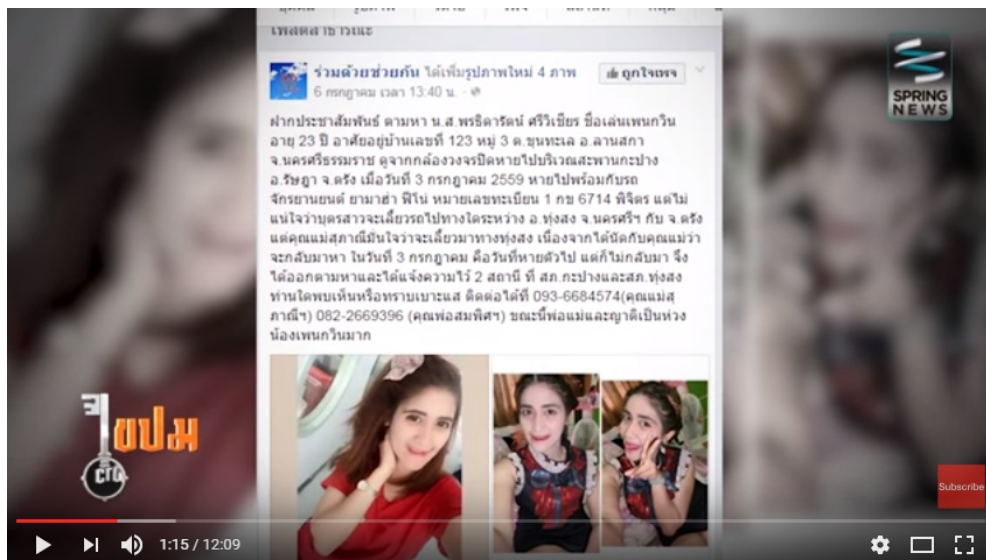 โพสต์สาธารณะ
ร่วมด้วยช่วยกัน ได้เพิ่มรูปภาพใหม่ 4 ภาพ
ถูกใจเพจ
6 กรกฎาคม เวลา 13:40 น. ·
SPRING
NEWS
ฝากประชาสัมพันธ์ ตามหา น.ส.พรธิดารัตน์ ศรีวิเชียร ชื่อเล่นเพนกวิน
อายุ 23 ปี อาศัยอยู่บ้านเลขที่ 123 หมู่ 3 ต.ขุนทะเล อ.ลานสกา
จ.นครศรีธรรมราช ดูจากกล้องวงจรปิดหายไปบริเวณสะพานกะปาง
อ.รัษฎา จ.ตรัง เมื่อวันที่ 3 กรกฎาคม 2559 หายไปพร้อมกับรถ
จักรยานยนต์ ยามาฮ่า ฟีโน่ หมายเลขทะเบียน 1 กข 6714 พิจิตร แต่ไม่
แน่ใจว่าบุตรสาวจะเลี้ยวรถไปทางใดระหว่าง อ.ทุ่งสง จ.นครศรีฯ กับ จ.ตรัง
แต่คุณแม่สุภาณีมั่นใจว่าจะเลี้ยวมาทางทุ่งสง เนื่องจากได้นัดกับคุณแม่ว่า
จะกลับมาหา ในวันที่ 3 กรกฎาคม คือวันที่หายตัวไป แต่ก็ไม่กลับมา จึง
ได้ออกตามหาและได้แจ้งความไว้ 2 สถานี ที่ สภ.กะปางและสภ.ทุ่งสง
ท่านใดพบเห็นหรือทราบเบาะแส ติดต่อได้ที่ 093-6684574(คุณแม่สุ
ภาณีฯ) 082-2669396 (คุณพ่อสมพิศฯ) ขณะนี้พ่อแม่และญาติเป็นห่วง
น้องเพนกวินมาก
ไขปม
Subscribe
1:15 / 12:09